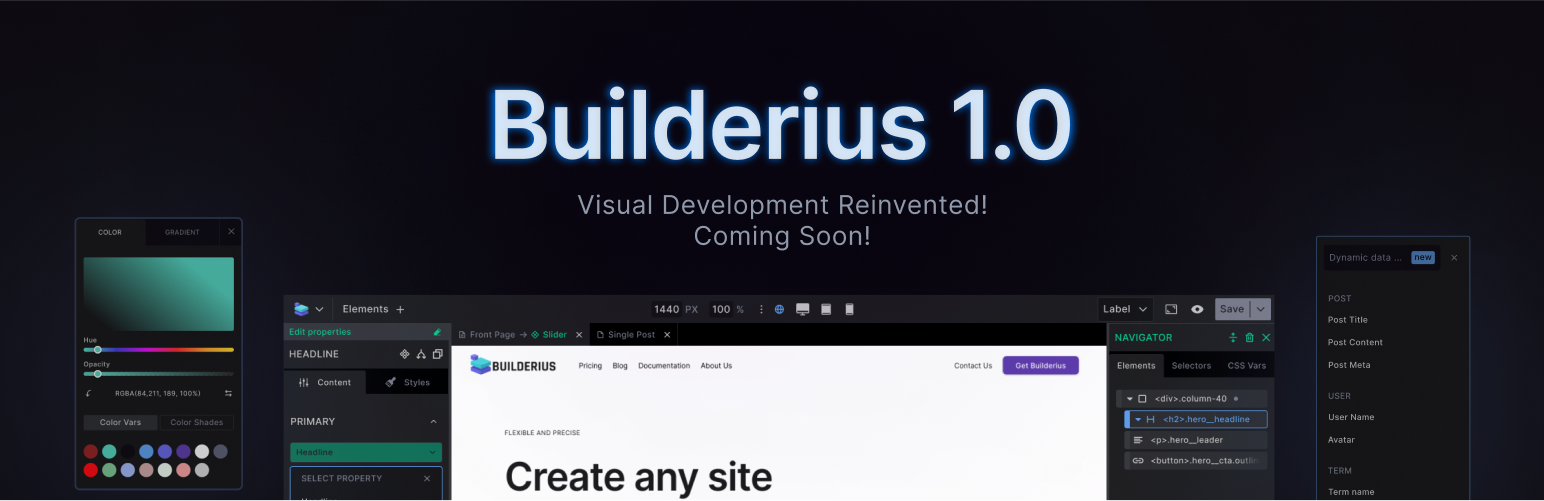 Builderius 1.0
Visual Development Reinvented!
Coming Soon!
COLOR GRADIENT
Hue
Opacity
RGBA(84,211, 189, 100%)
Color Vars Color Shades
Elements
1440 PX 100 %
Label Save
Edit properties
HEADLINE
Content Styles
PRIMARY
Headline
SELECT PROPERTY
Front Page → Slider Single Post
BUILDERIUS Pricing Blog Documentation About Us Contact Us Get Builderius
FLEXIBLE AND PRECISE
Create any site
NAVIGATOR
Elements Selectors CSS Vars
<div>.column-40
<h2>.hero__headline
<p>.hero__leader
<button>.hero__cta.outlin
Dynamic data ... new
POST
Post Title
Post Content
Post Meta
USER
User Name
Avatar
TERM
Term name